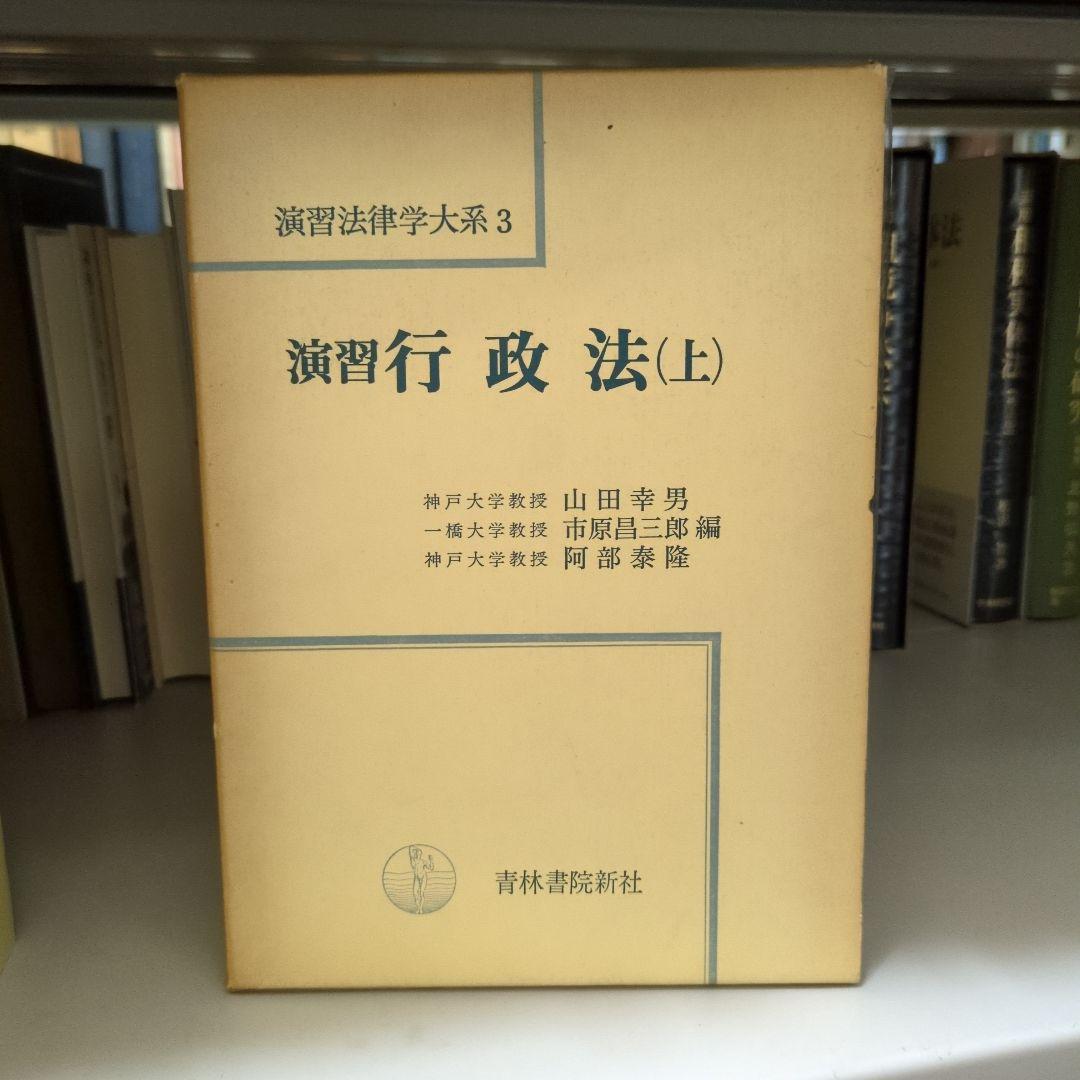 演習法律学大系3
演習行政法(上)
神戸大学教授 山田幸男
一橋大学教授 市原昌三郎編
神戸大学教授 阿部泰隆
青林書院新社